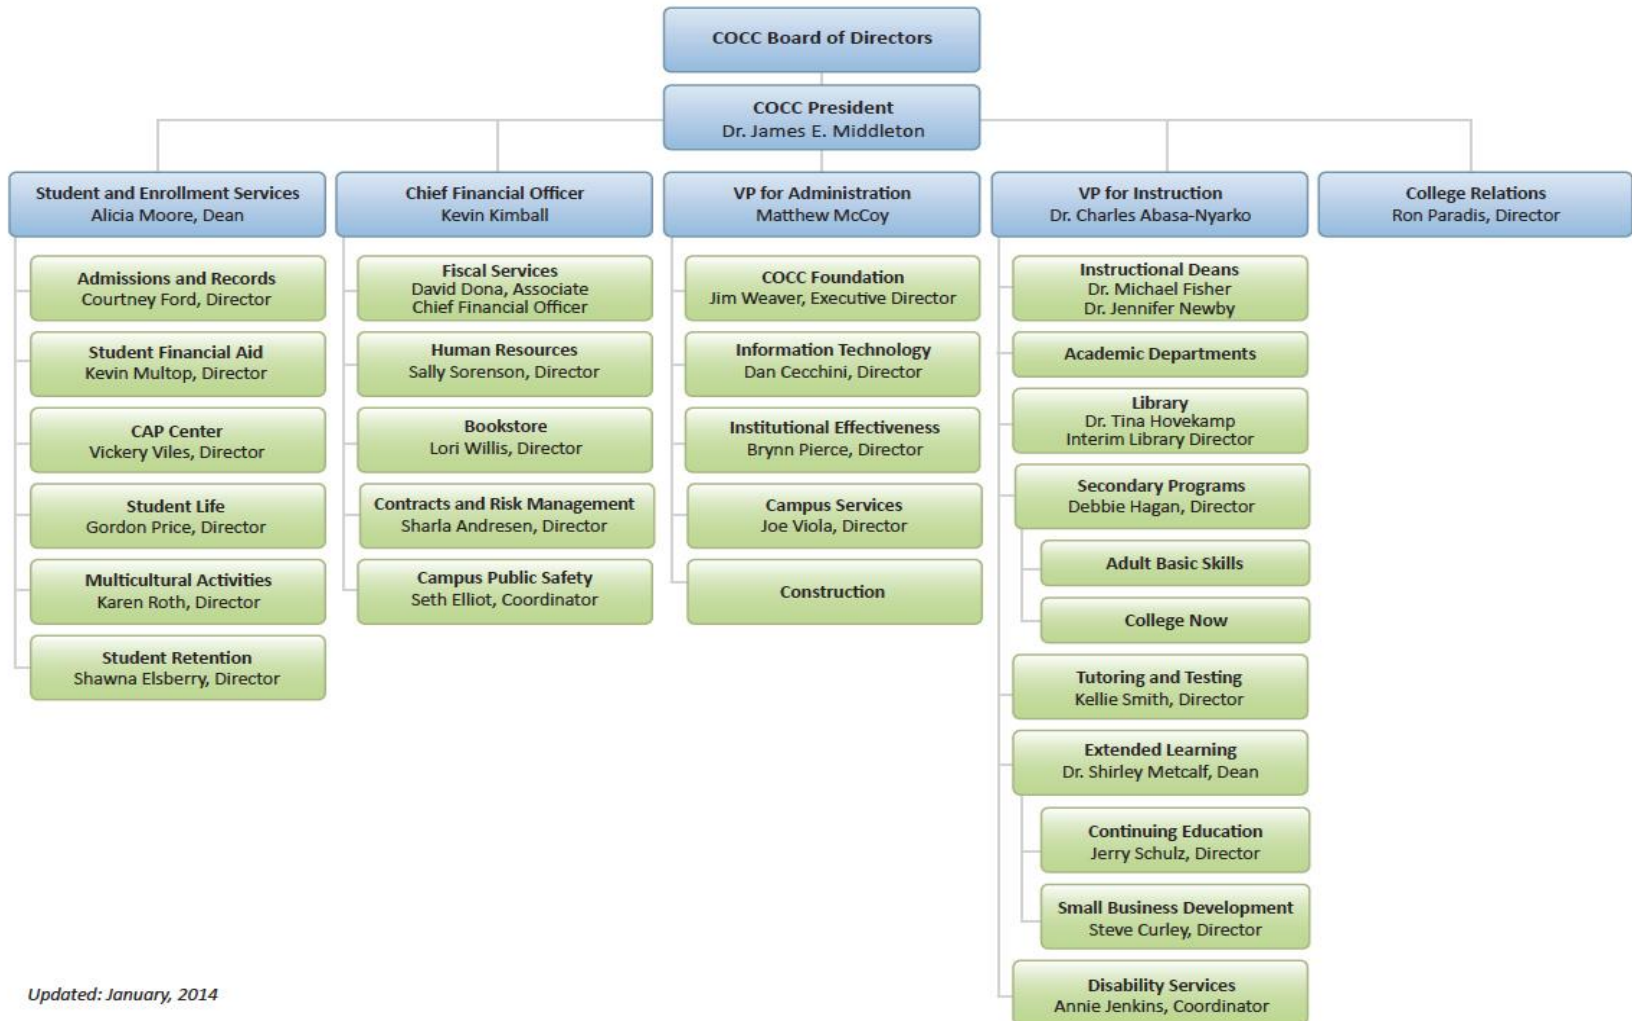 COCC Board of Directors
COCC President
Dr. James E. Middleton
Student and Enrollment Services
Alicia Moore, Dean
Admissions and Records
Courtney Ford, Director
Student Financial Aid
Kevin Multop, Director
CAP Center
Vickery Viles, Director
Student Life
Gordon Price, Director
Multicultural Activities
Karen Roth, Director
Student Retention
Shawna Elsberry, Director
Chief Financial Officer
Kevin Kimball
Fiscal Services
David Dona, Associate
Chief Financial Officer
Human Resources
Sally Sorenson, Director
Bookstore
Lori Willis, Director
Contracts and Risk Management
Sharla Andresen, Director
Campus Public Safety
Seth Elliot, Coordinator
VP for Administration
Matthew McCoy
COCC Foundation
Jim Weaver, Executive Director
Information Technology
Dan Cecchini, Director
Institutional Effectiveness
Brynn Pierce, Director
Campus Services
Joe Viola, Director
Construction
VP for Instruction
Dr. Charles Abasa-Nyarko
Instructional Deans
Dr. Michael Fisher
Dr. Jennifer Newby
Academic Departments
Library
Dr. Tina Hovekamp
Interim Library Director
Secondary Programs
Debbie Hagan, Director
Adult Basic Skills
College Now
Tutoring and Testing
Kellie Smith, Director
Extended Learning
Dr. Shirley Metcalf, Dean
Continuing Education
Jerry Schulz, Director
Small Business Development
Steve Curley, Director
Disability Services
Annie Jenkins, Coordinator
College Relations
Ron Paradis, Director
Updated: January, 2014